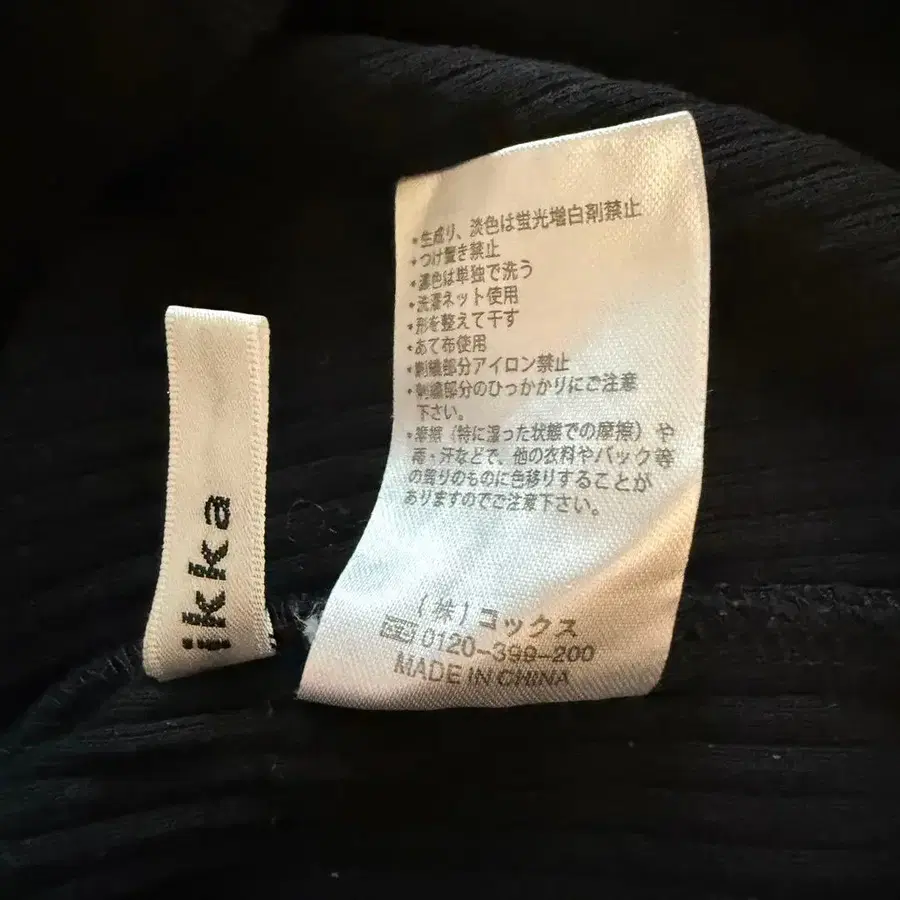 ikka
・生成り、淡色は蛍光増白剤禁止
・つけ置き禁止
・濃色は単独で洗う
・洗濯ネット使用
・形を整えて干す
・あて布使用
・刺繍部分アイロン禁止
・刺繍部分のひっかかりにご注意
下さい。
・摩擦（特に湿った状態での摩擦）や
雨・汗などで、他の衣料やバック等
の周りのものに色移りすることが
ありますのでご注意下さい。
(株)コックス
0120-399-200
MADE IN CHINA